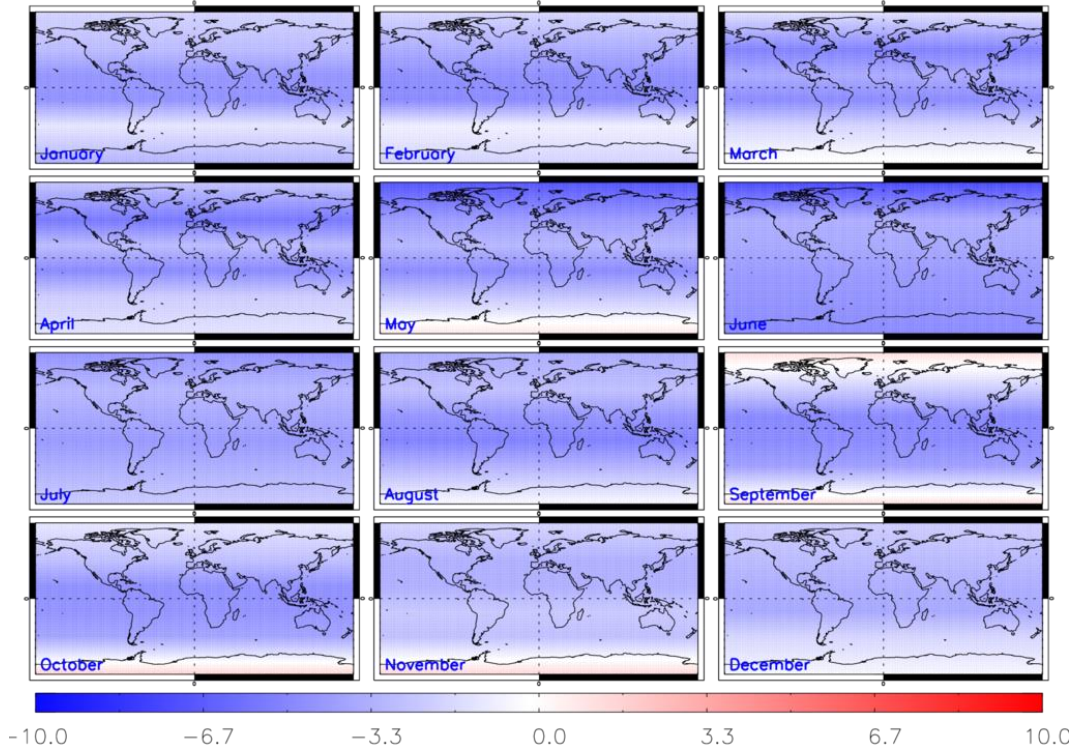 January February March
April May June
July August September
October November December
-10.0 -6.7 -3.3 0.0 3.3 6.7 10.0